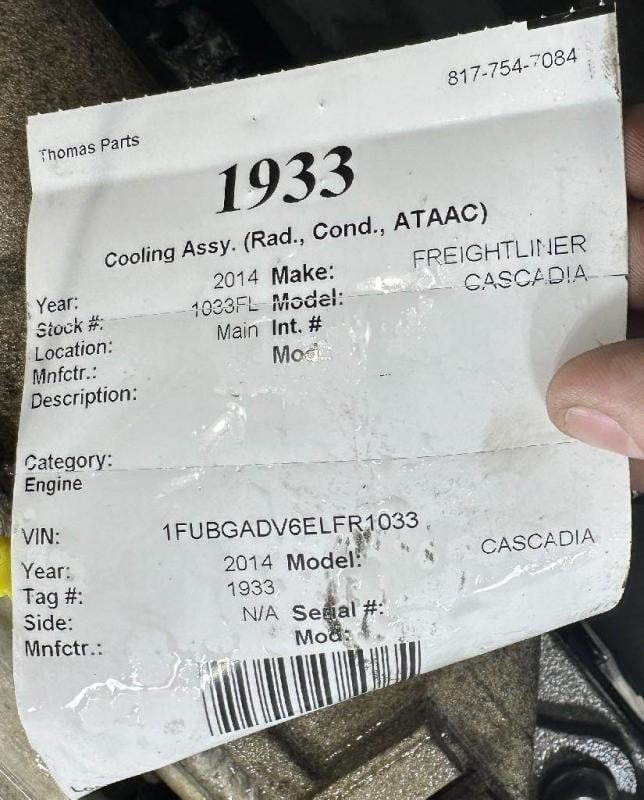 817-754-7084
Thomas Parts
1933
Cooling Assy. (Rad., Cond., ATAAC)
Year: 2014 Make: FREIGHTLINER
Stock #: 1033FL Model: CASCADIA
Location: Main Int. #
Mnfctr.: Mod.:
Description:
Category:
Engine
VIN: 1FUBGADV6ELFR1033
Year: 2014 Model: CASCADIA
Tag #: 1933
Side: N/A Serial #:
Mnfctr.: Mod.: